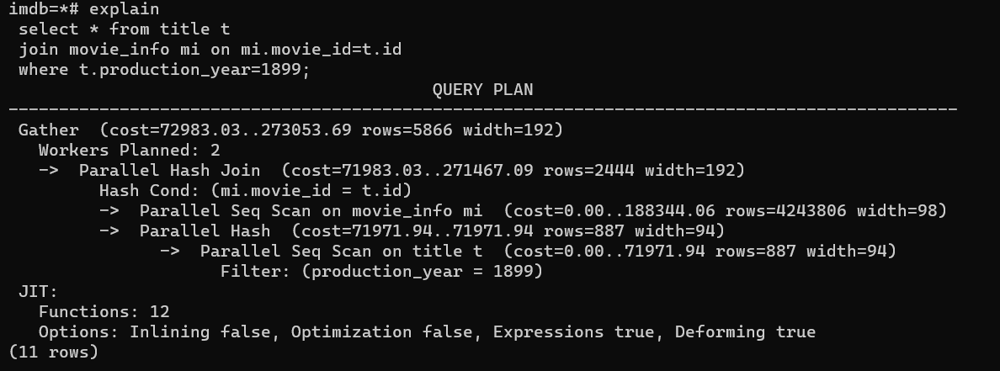 imdb=*# explain
 select * from title t
 join movie_info mi on mi.movie_id=t.id
 where t.production_year=1899;
                                          QUERY PLAN
----------------------------------------------------------------------------------------------
 Gather  (cost=72983.03..273053.69 rows=5866 width=192)
   Workers Planned: 2
   ->  Parallel Hash Join  (cost=71983.03..271467.09 rows=2444 width=192)
         Hash Cond: (mi.movie_id = t.id)
         ->  Parallel Seq Scan on movie_info mi  (cost=0.00..188344.06 rows=4243806 width=98)
         ->  Parallel Hash  (cost=71971.94..71971.94 rows=887 width=94)
               ->  Parallel Seq Scan on title t  (cost=0.00..71971.94 rows=887 width=94)
                     Filter: (production_year = 1899)
 JIT:
   Functions: 12
   Options: Inlining false, Optimization false, Expressions true, Deforming true
(11 rows)